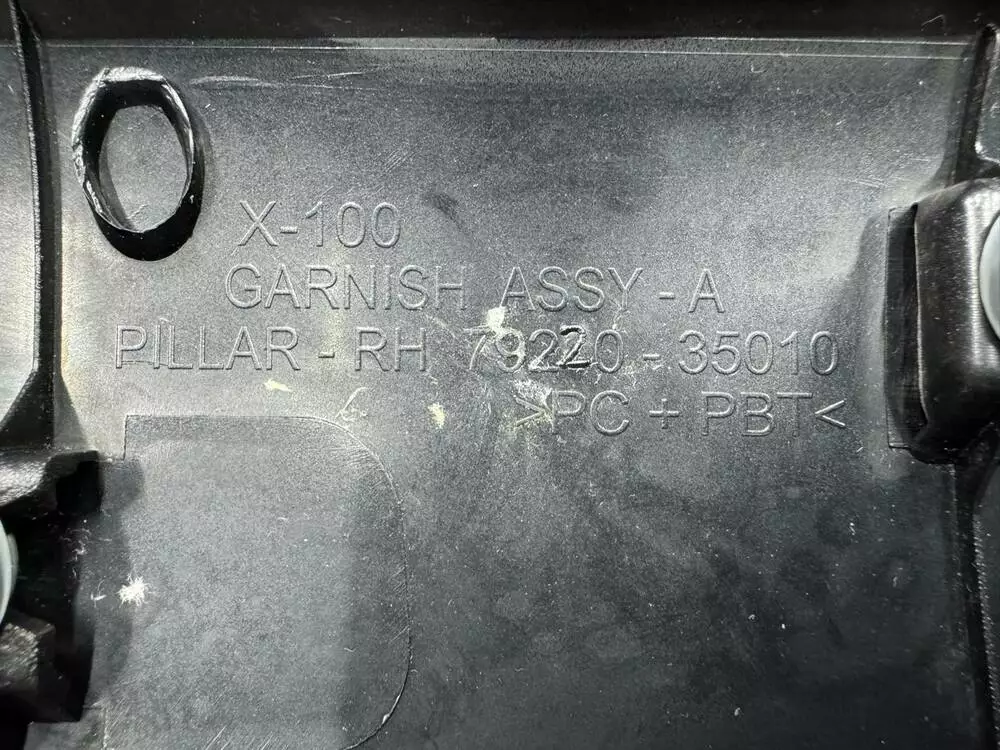 X-100
GARNISH ASSY - A
PILLAR - RH 79220 - 35010
>PC + PBT<